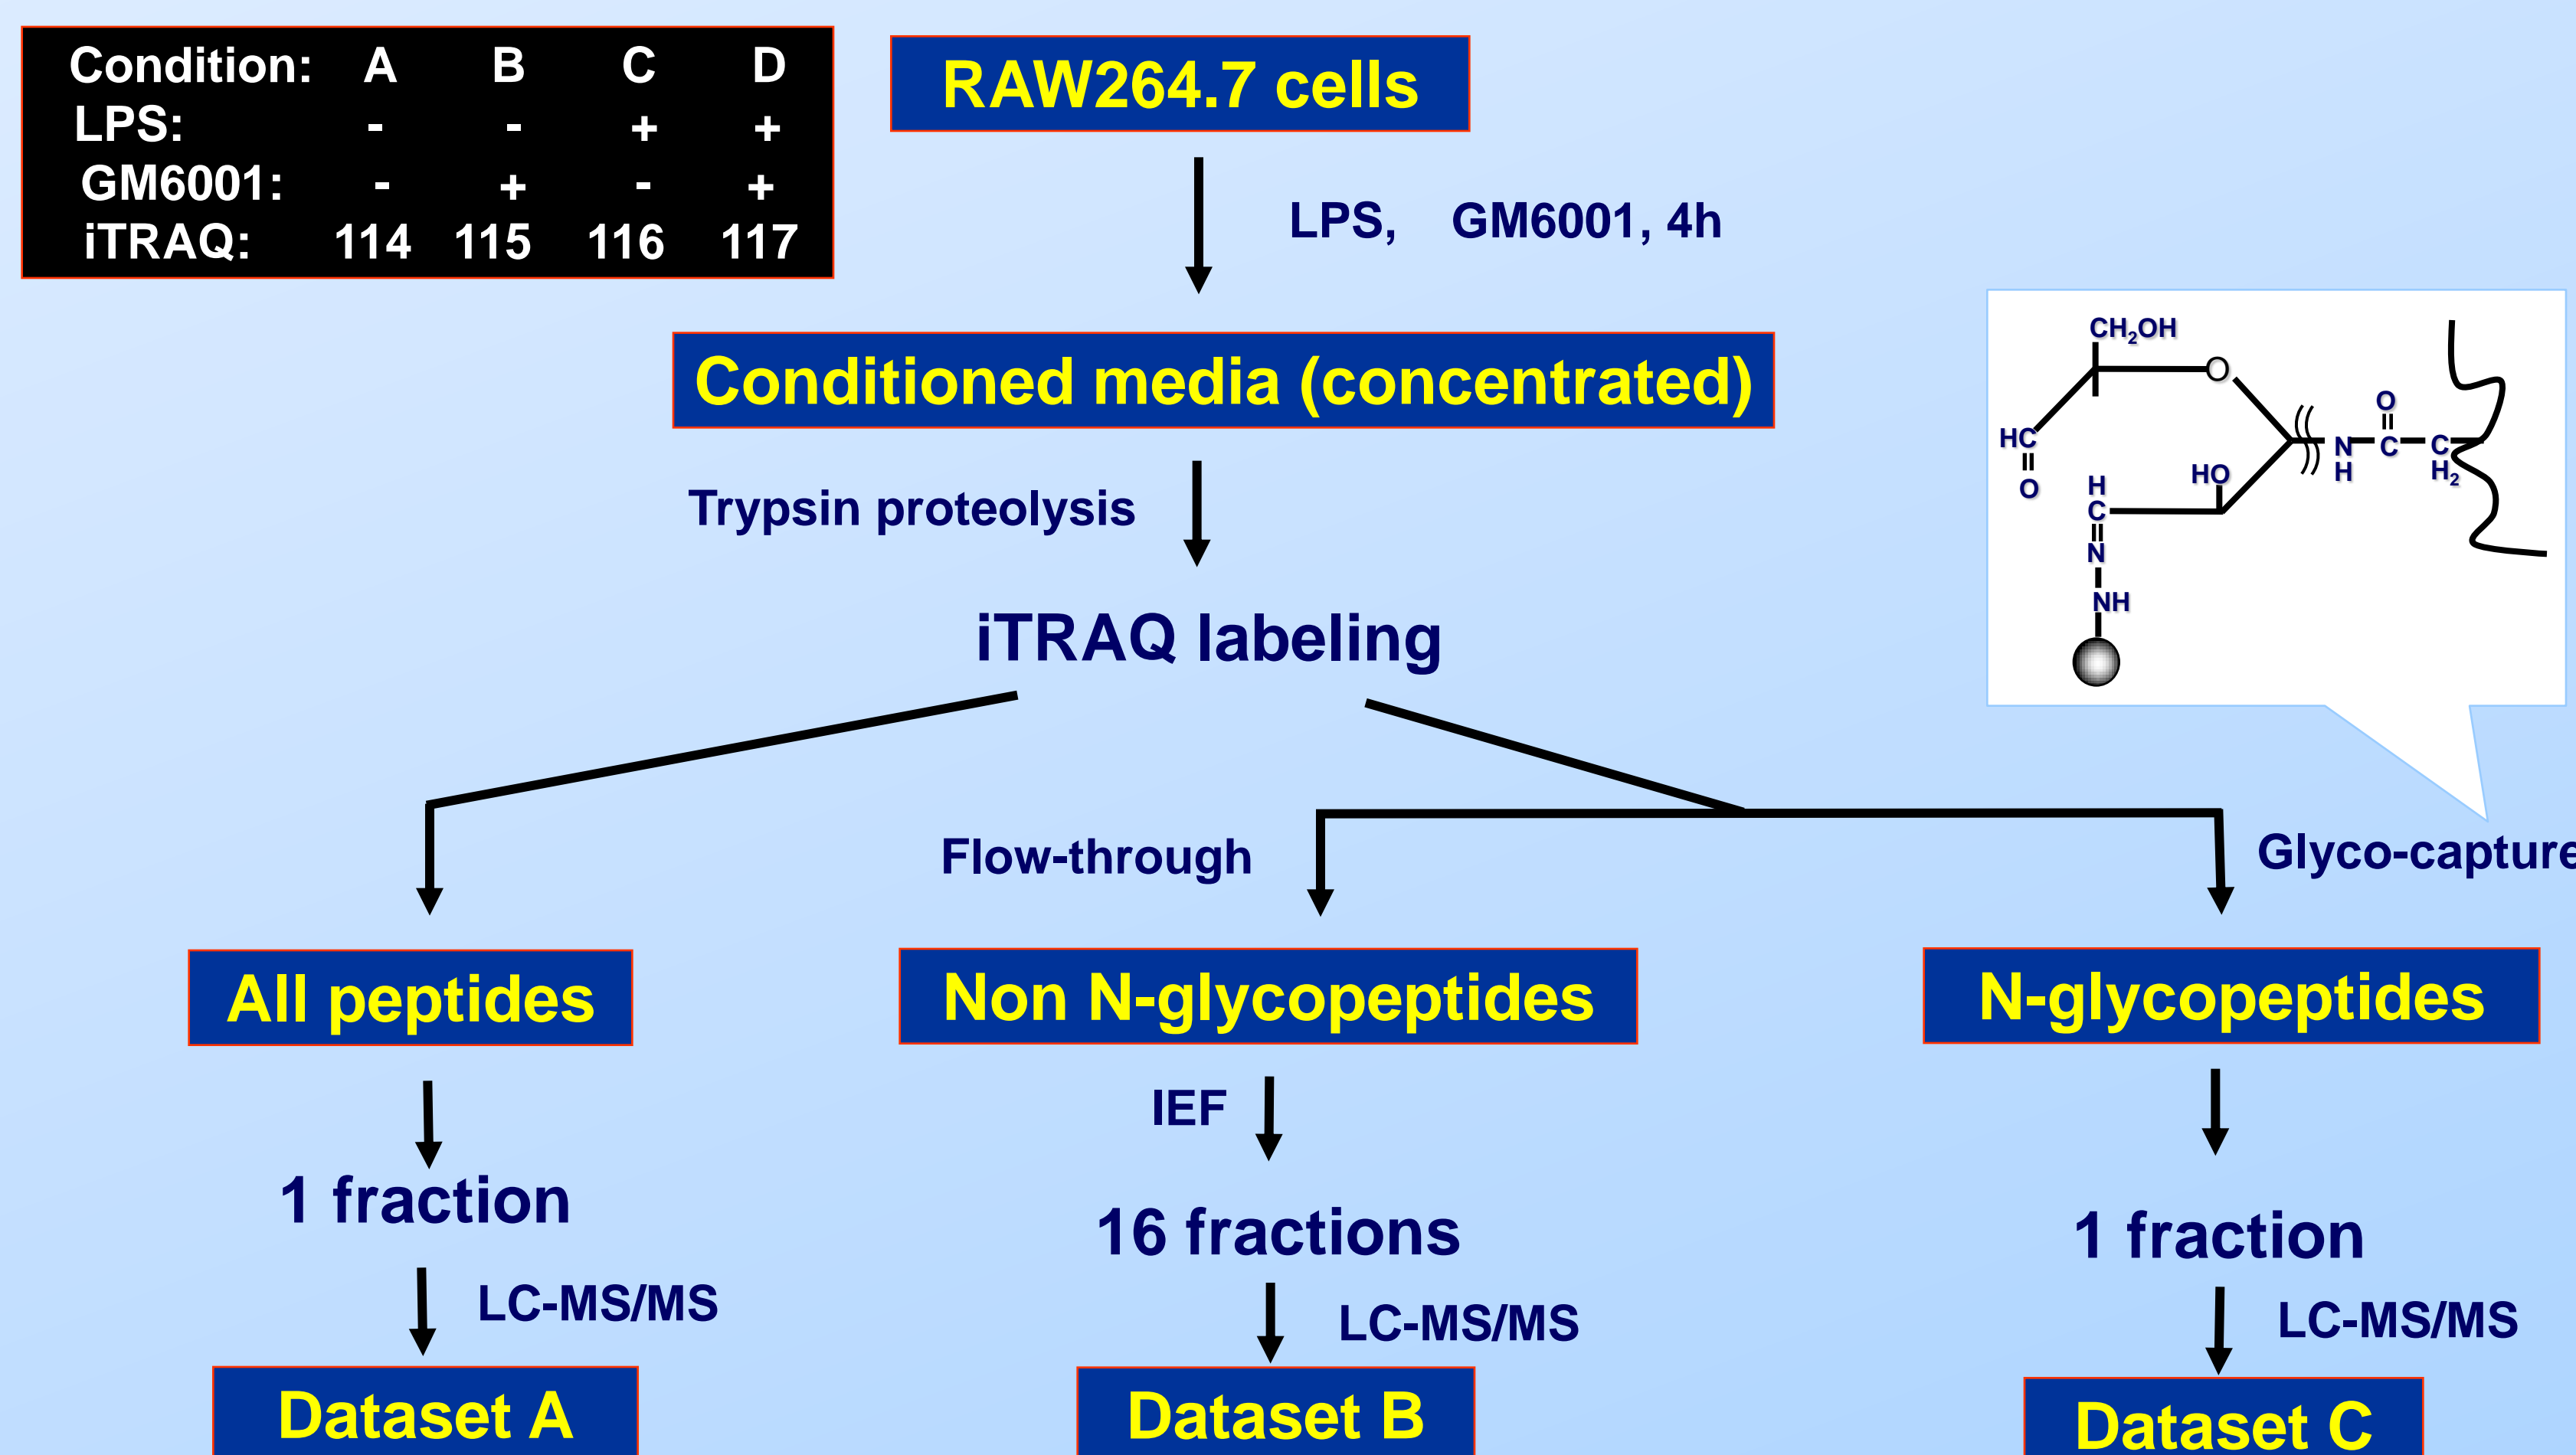 Condition: A B C D
LPS: - - + +
GM6001: - + - +
iTRAQ: 114 115 116 117
RAW264.7 cells
LPS, GM6001, 4h
Conditioned media (concentrated)
Trypsin proteolysis
iTRAQ labeling
CH₂OH
O
HC
O
HO
H
C
N
NH
N
H
O
C
C
H₂
Flow-through
Glyco-capture
All peptides
Non N-glycopeptides
N-glycopeptides
IEF
1 fraction
16 fractions
1 fraction
LC-MS/MS
LC-MS/MS
LC-MS/MS
Dataset A
Dataset B
Dataset C